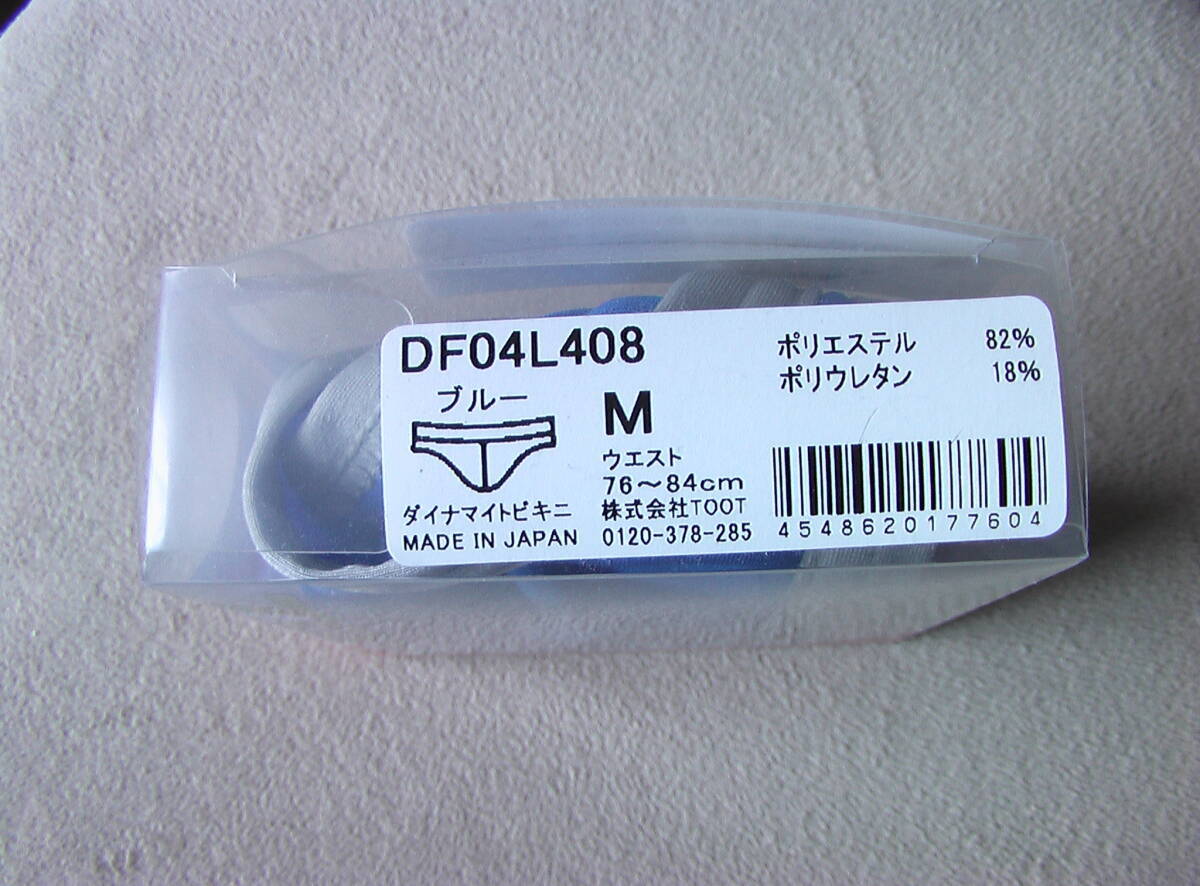 DF04L408
ブルー
ダイナマイトビキニ
MADE IN JAPAN
M
ウエスト
76〜84cm
株式会社TOOT
0120-378-285
ポリエステル 82%
ポリウレタン 18%
4548620177604